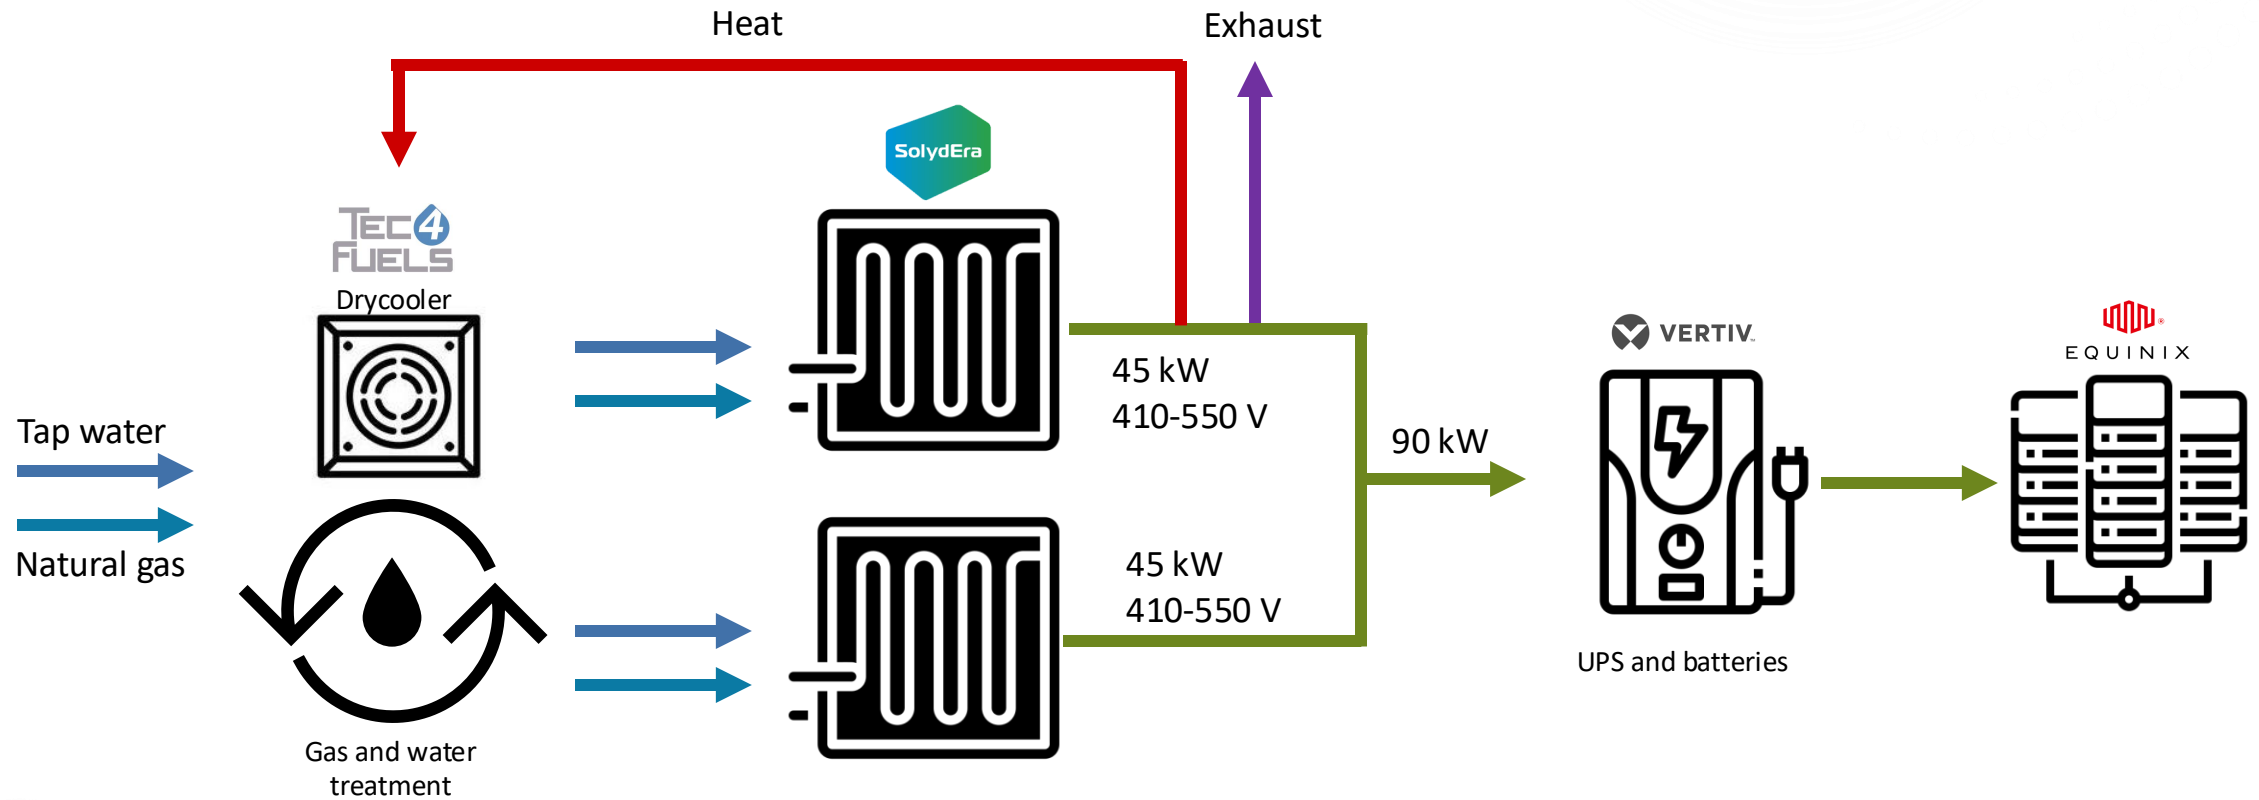 Heat
Exhaust
SolydEra
TEC4
FUELS
Drycooler
Tap water
Natural gas
Gas and water
treatment
45 kW
410-550 V
45 kW
410-550 V
90 kW
VERTIV™
UPS and batteries
EQUINIX